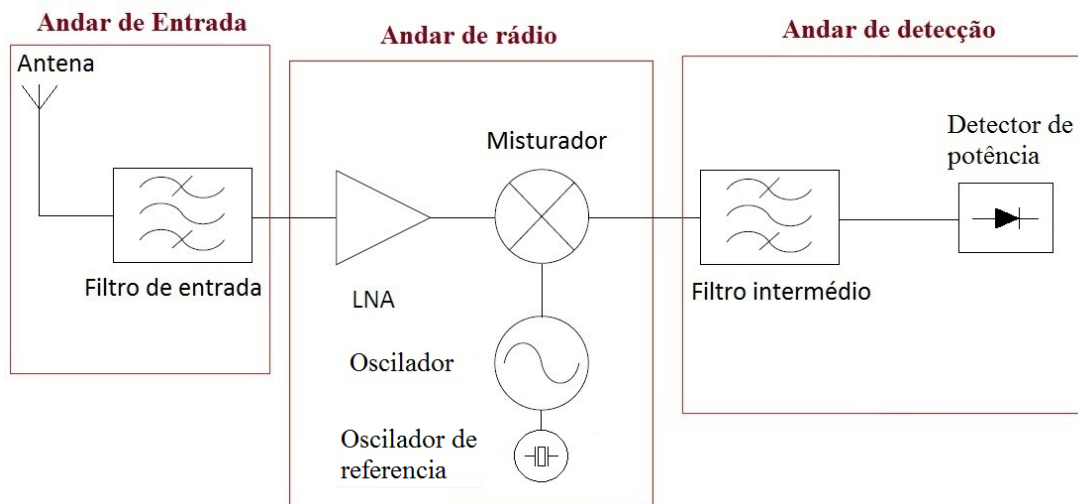 Andar de Entrada
Antena
Filtro de entrada
Andar de rádio
Misturador
LNA
Oscilador
Oscilador de
referencia
Andar de detecção
Detector de
potência
Filtro intermédio